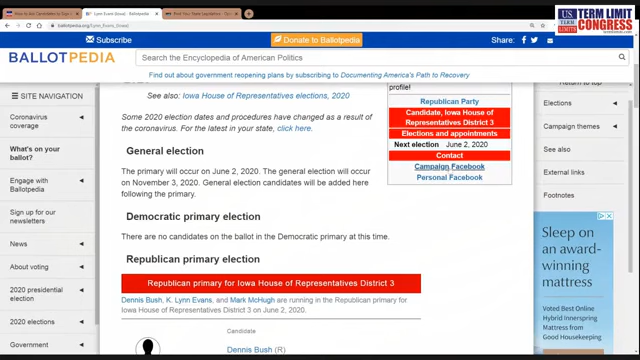 How to Ask Candidates to Sign
K. Lynn Evans (Iowa)
Find Your State Legislators
ballotpedia.org/Lynn_Evans_(Iowa)
US TERM LIMITS
TERM LIMIT CONGRESS
Subscribe
Donate to Ballotpedia
Share:
BALLOTPEDIA
Search the Encyclopedia of American Politics
Find out about government reopening plans by subscribing to Documenting America's Path to Recovery
SITE NAVIGATION
Coronavirus
coverage
What's on your
ballot?
Engage with
Ballotpedia
Sign up for our
newsletters
News
About voting
2020 presidential
election
2020 elections
Government
See also: Iowa House of Representatives elections, 2020
Some 2020 election dates and procedures have changed as a result
of the coronavirus. For the latest in your state, click here.
General election
The primary will occur on June 2, 2020. The general election will occur
on November 3, 2020. General election candidates will be added here
following the primary.
Democratic primary election
There are no candidates on the ballot in the Democratic primary at this time.
Republican primary election
Republican primary for Iowa House of Representatives District 3
Dennis Bush, K. Lynn Evans, and Mark McHugh are running in the Republican primary for
Iowa House of Representatives District 3 on June 2, 2020.
Candidate
Dennis Bush (R)
profile!
Republican Party
Candidate, Iowa House of
Representatives District 3
Elections and appointments
Next election June 2, 2020
Contact
Campaign Facebook
Personal Facebook
Return to top
Elections
Campaign themes
See also
External links
Footnotes
Sleep on
an award-
winning
mattress
Voted Best Online
Hybrid Innerspring
Mattress from
Good Housekeeping